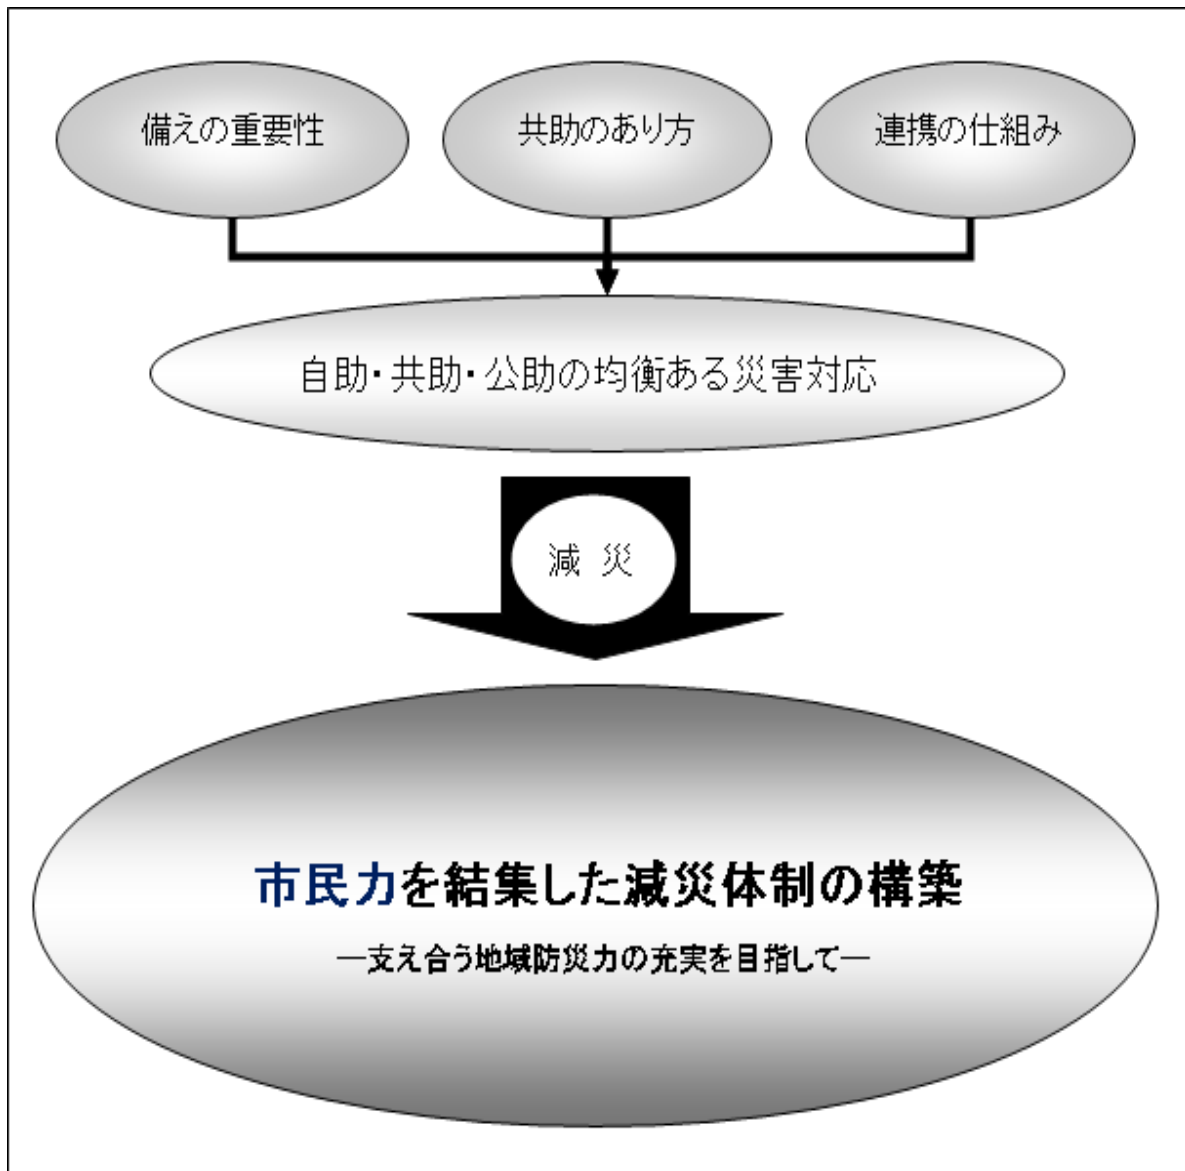 備えの重要性
共助のあり方
連携の仕組み
自助・共助・公助の均衡ある災害対応
減 災
市民力を結集した減災体制の構築
―支え合う地域防災力の充実を目指して―